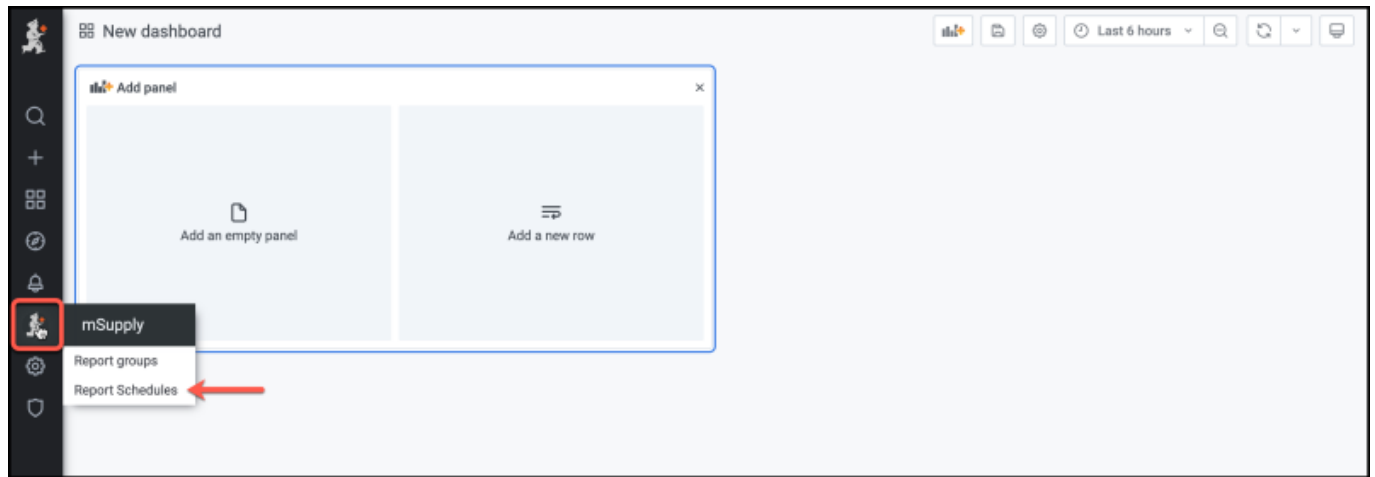 New dashboard
Last 6 hours
Add panel
Add an empty panel
Add a new row
mSupply
Report groups
Report Schedules